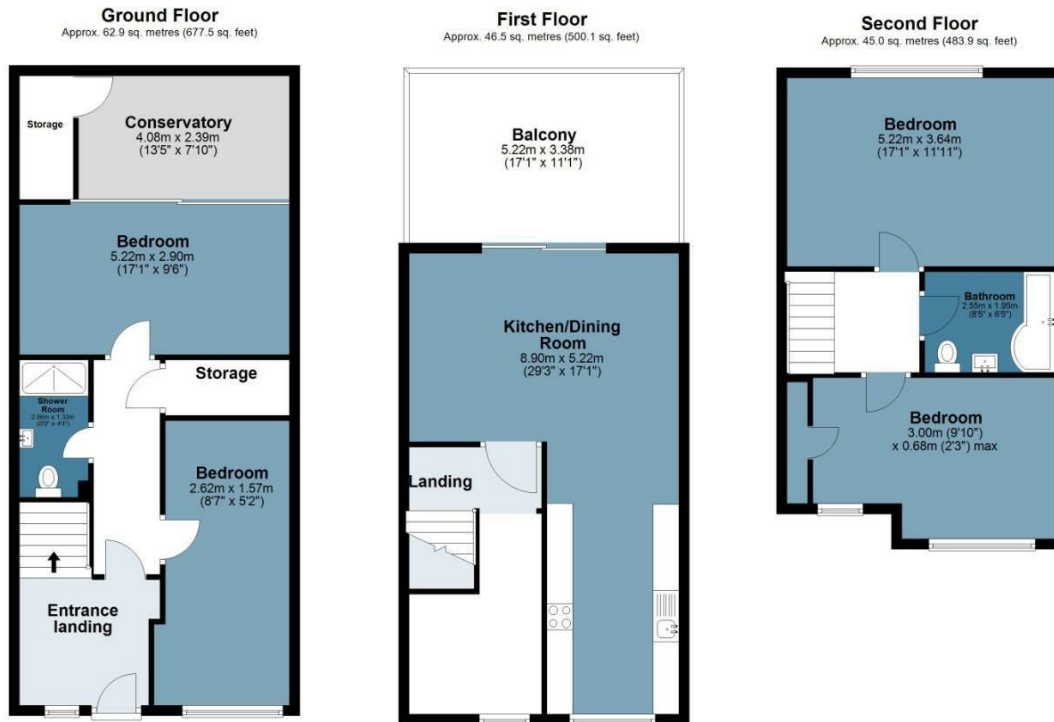 Ground Floor
Approx. 62.9 sq. metres (677.5 sq. feet)
Storage
Conservatory
4.08m x 2.39m
(13'5" x 7'10")
Bedroom
5.22m x 2.90m
(17'1" x 9'6")
Storage
Shower
Room
Bedroom
2.62m x 1.57m
(8'7" x 5'2")
Entrance
landing
First Floor
Approx. 46.5 sq. metres (500.1 sq. feet)
Balcony
5.22m x 3.38m
(17'1" x 11'1")
Kitchen/Dining
Room
8.90m x 5.22m
(29'3" x 17'1")
Landing
Second Floor
Approx. 45.0 sq. metres (483.9 sq. feet)
Bedroom
5.22m x 3.64m
(17'1" x 11'11")
Bathroom
2.55m x 1.95m
(8'5" x 6'5")
Bedroom
3.00m (9'10")
x 0.68m (2'3") max